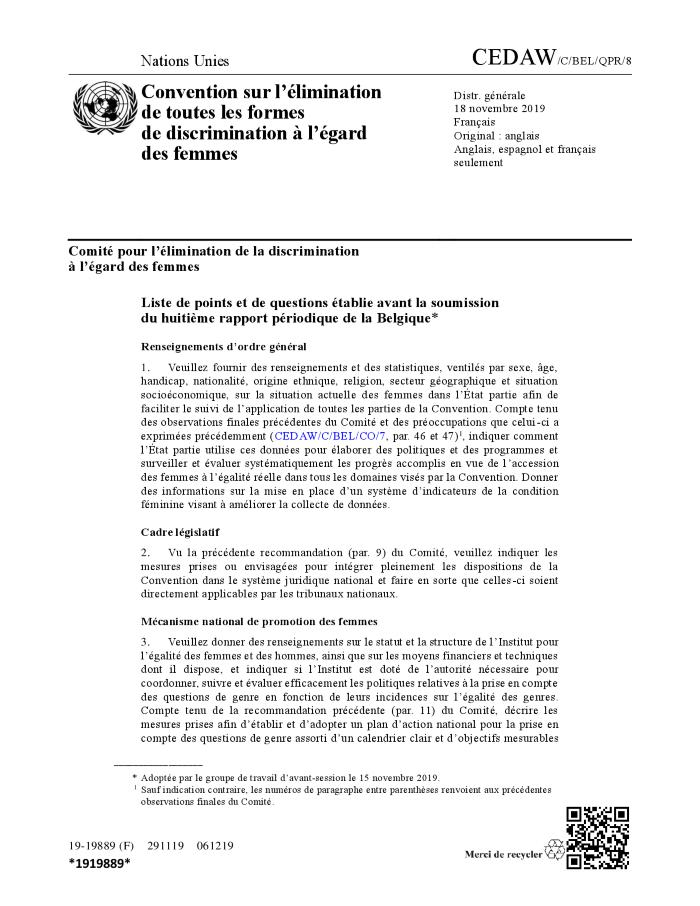 Nations Unies
CEDAW/C/BEL/QPR/8
Convention sur l’élimination
de toutes les formes
de discrimination à l’égard
des femmes
Distr. générale
18 novembre 2019
Français
Original : anglais
Anglais, espagnol et français
seulement
Comité pour l’élimination de la discrimination
à l’égard des femmes
Liste de points et de questions établie avant la soumission
du huitième rapport périodique de la Belgique*
Renseignements d’ordre général
1. Veuillez fournir des renseignements et des statistiques, ventilés par sexe, âge,
handicap, nationalité, origine ethnique, religion, secteur géographique et situation
socioéconomique, sur la situation actuelle des femmes dans l’État partie afin de
faciliter le suivi de l’application de toutes les parties de la Convention. Compte tenu
des observations finales précédentes du Comité et des préoccupations que celui-ci a
exprimées précédemment (CEDAW/C/BEL/CO/7, par. 46 et 47)¹, indiquer comment
l’État partie utilise ces données pour élaborer des politiques et des programmes et
surveiller et évaluer systématiquement les progrès accomplis en vue de l’accession
des femmes à l’égalité réelle dans tous les domaines visés par la Convention. Donner
des informations sur la mise en place d’un système d’indicateurs de la condition
féminine visant à améliorer la collecte de données.
Cadre législatif
2. Vu la précédente recommandation (par. 9) du Comité, veuillez indiquer les
mesures prises ou envisagées pour intégrer pleinement les dispositions de la
Convention dans le système juridique national et faire en sorte que celles-ci soient
directement applicables par les tribunaux nationaux.
Mécanisme national de promotion des femmes
3. Veuillez donner des renseignements sur le statut et la structure de l’Institut pour
l’égalité des femmes et des hommes, ainsi que sur les moyens financiers et techniques
dont il dispose, et indiquer si l’Institut est doté de l’autorité nécessaire pour
coordonner, suivre et évaluer efficacement les politiques relatives à la prise en compte
des questions de genre en fonction de leurs incidences sur l’égalité des genres.
Compte tenu de la recommandation précédente (par. 11) du Comité, décrire les
mesures prises afin d’établir et d’adopter un plan d’action national pour la prise en
compte des questions de genre assorti d’un calendrier clair et d’objectifs mesurables
* Adoptée par le groupe de travail d’avant-session le 15 novembre 2019.
¹ Sauf indication contraire, les numéros de paragraphe entre parenthèses renvoient aux précédentes
observations finales du Comité.
19-19889 (F) 291119 061219
*1919889*
Merci de recycler